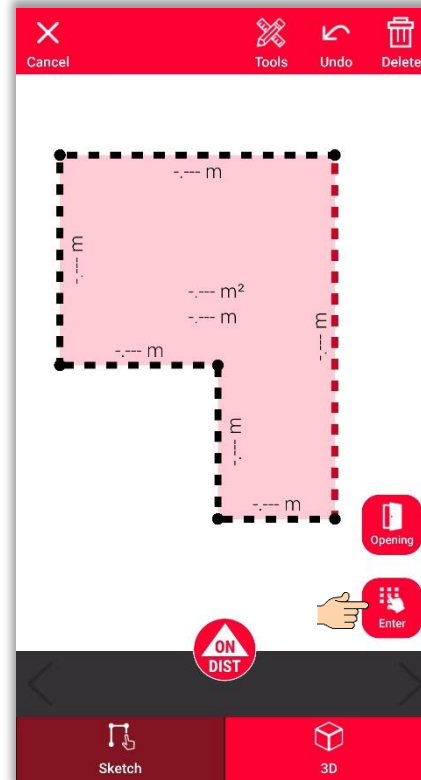 Cancel
Tools
Undo
Delete
-.--- m
-.--- m
-.--- m²
-.--- m
-.--- m
-.--- m
-.--- m
-.--- m
Opening
Enter
ON
DIST
Sketch
3D